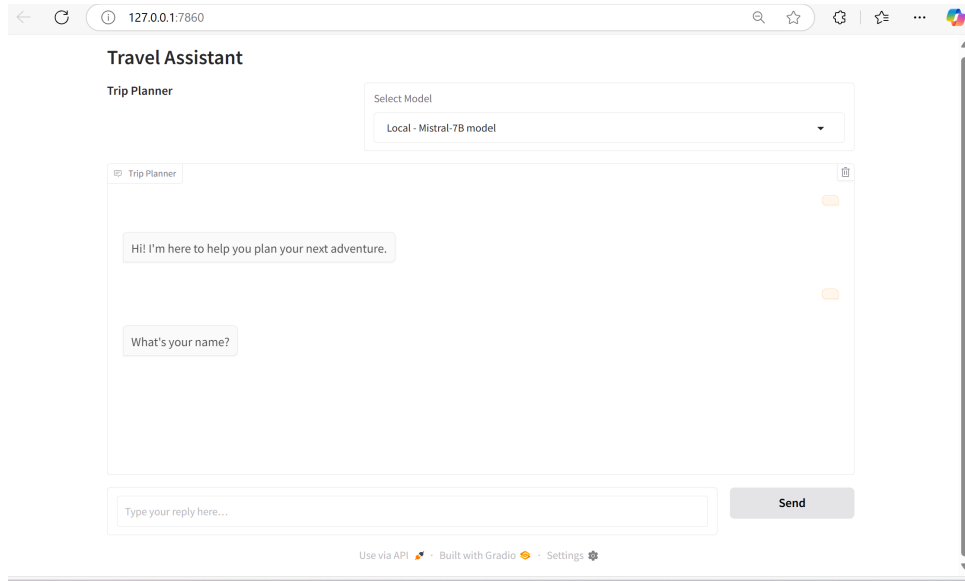 127.0.0.1:7860
Travel Assistant
Trip Planner
Select Model
Local - Mistral-7B model
Trip Planner
Hi! I'm here to help you plan your next adventure.
What's your name?
Type your reply here...
Send
Use via API · Built with Gradio · Settings